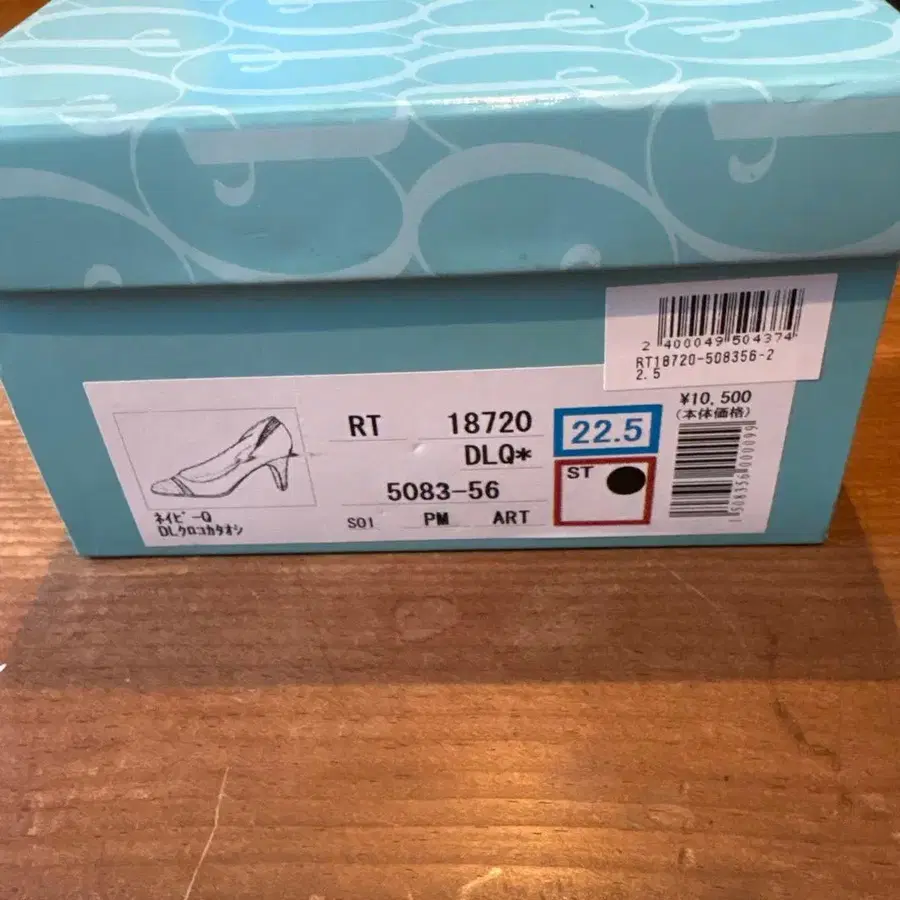 2 400049 504374
RT18720-508356-2
2.5
¥10,500
(本体価格)
RT 18720
DLQ*
5083-56
S01 PM ART
22.5
ST
ネイビ-Q
DLクロコカタオシ